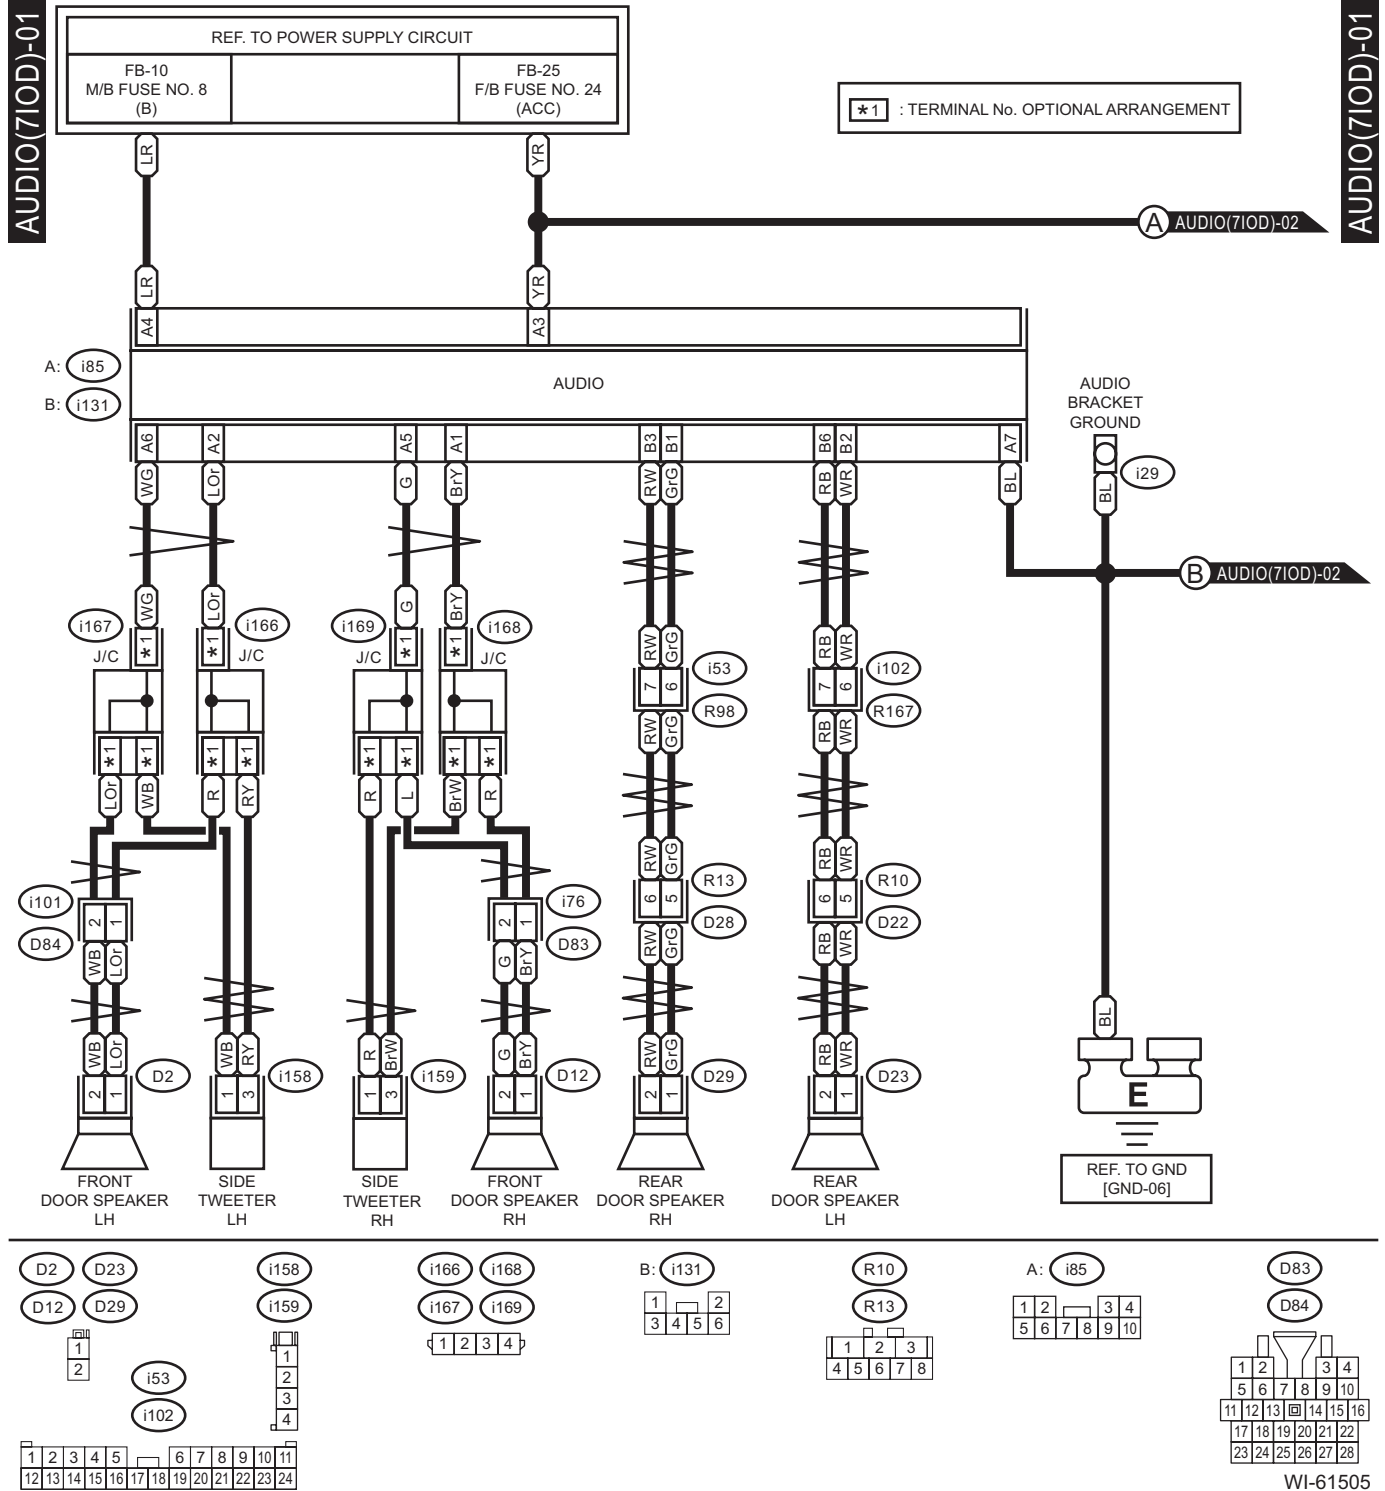 AUDIO(7IOD)-01
AUDIO(7IOD)-01
REF. TO POWER SUPPLY CIRCUIT
FB-10
M/B FUSE NO. 8
(B)
FB-25
F/B FUSE NO. 24
(ACC)
*1 : TERMINAL No. OPTIONAL ARRANGEMENT
LR YR
A AUDIO(7IOD)-02
LR YR
A4 A3
A: i85
B: i131
AUDIO
AUDIO
BRACKET
GROUND
A6 A2 A5 A1 B3 B1 B6 B2 A7
WG LOr G BrY RW GrG RB WR BL
i29
BL
B AUDIO(7IOD)-02
WG LOr G BrY RW GrG RB WR
i167 *1 *1 i166 i169 *1 *1 i168
J/C J/C J/C J/C
7 6 i53 7 6 i102
R98 R167
RW GrG RB WR
*1 *1 *1 *1 *1 *1 *1 *1
LOr WB R RY R L BrW R
RW GrG RB WR
i101 2 1 2 1 i76 6 5 R13 6 5 R10
D84 D83 D28 D22
WB LOr G BrY RW GrG RB WR
BL
WB LOr WB RY R BrW G BrY RW GrG RB WR
2 1 D2 1 3 i158 1 3 i159 2 1 D12 2 1 D29 2 1 D23
E
FRONT
DOOR SPEAKER
LH
SIDE
TWEETER
LH
SIDE
TWEETER
RH
FRONT
DOOR SPEAKER
RH
REAR
DOOR SPEAKER
RH
REAR
DOOR SPEAKER
LH
REF. TO GND
[GND-06]
D2 D23
D12 D29
1
2
i53
i102
1 2 3 4 5 6 7 8 9 10 11
12 13 14 15 16 17 18 19 20 21 22 23 24
i158
i159
1
2
3
4
i166 i168
i167 i169
1 2 3 4
B: i131
1 2
3 4 5 6
R10
R13
1 2 3
4 5 6 7 8
A: i85
1 2 3 4
5 6 7 8 9 10
D83
D84
1 2 3 4
5 6 7 8 9 10
11 12 13 14 15 16
17 18 19 20 21 22
23 24 25 26 27 28
WI-61505